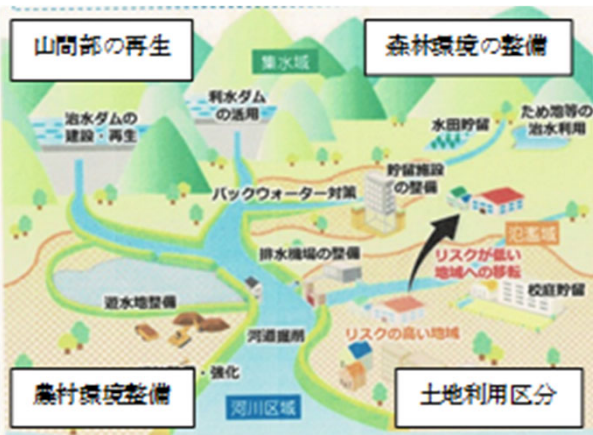 山間部の再生
森林環境の整備
集水域
利水ダム
の活用
治水ダムの
建設・再生
ため池等の
治水利用
水田貯留
貯留施設
の整備
バックウォーター対策
氾濫域
排水機場の整備
リスクが低い
地域への移転
校庭貯留
遊水地整備
リスクの高い地域
河道掘削
・強化
農村環境整備
土地利用区分
河川区域